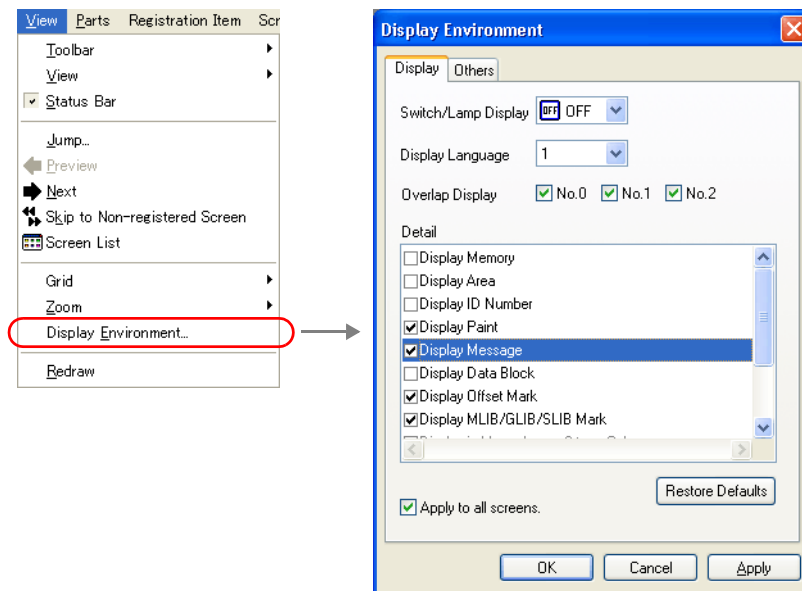 View Parts Registration Item Scr
Toolbar
View
Status Bar
Jump...
Preview
Next
Skip to Non-registered Screen
Screen List
Grid
Zoom
Display Environment...
Redraw
Display Environment
Display Others
Switch/Lamp Display OFF OFF
Display Language 1
Overlap Display No.0 No.1 No.2
Detail
Display Memory
Display Area
Display ID Number
Display Paint
Display Message
Display Data Block
Display Offset Mark
Display MLIB/GLIB/SLIB Mark
Restore Defaults
Apply to all screens.
OK Cancel Apply